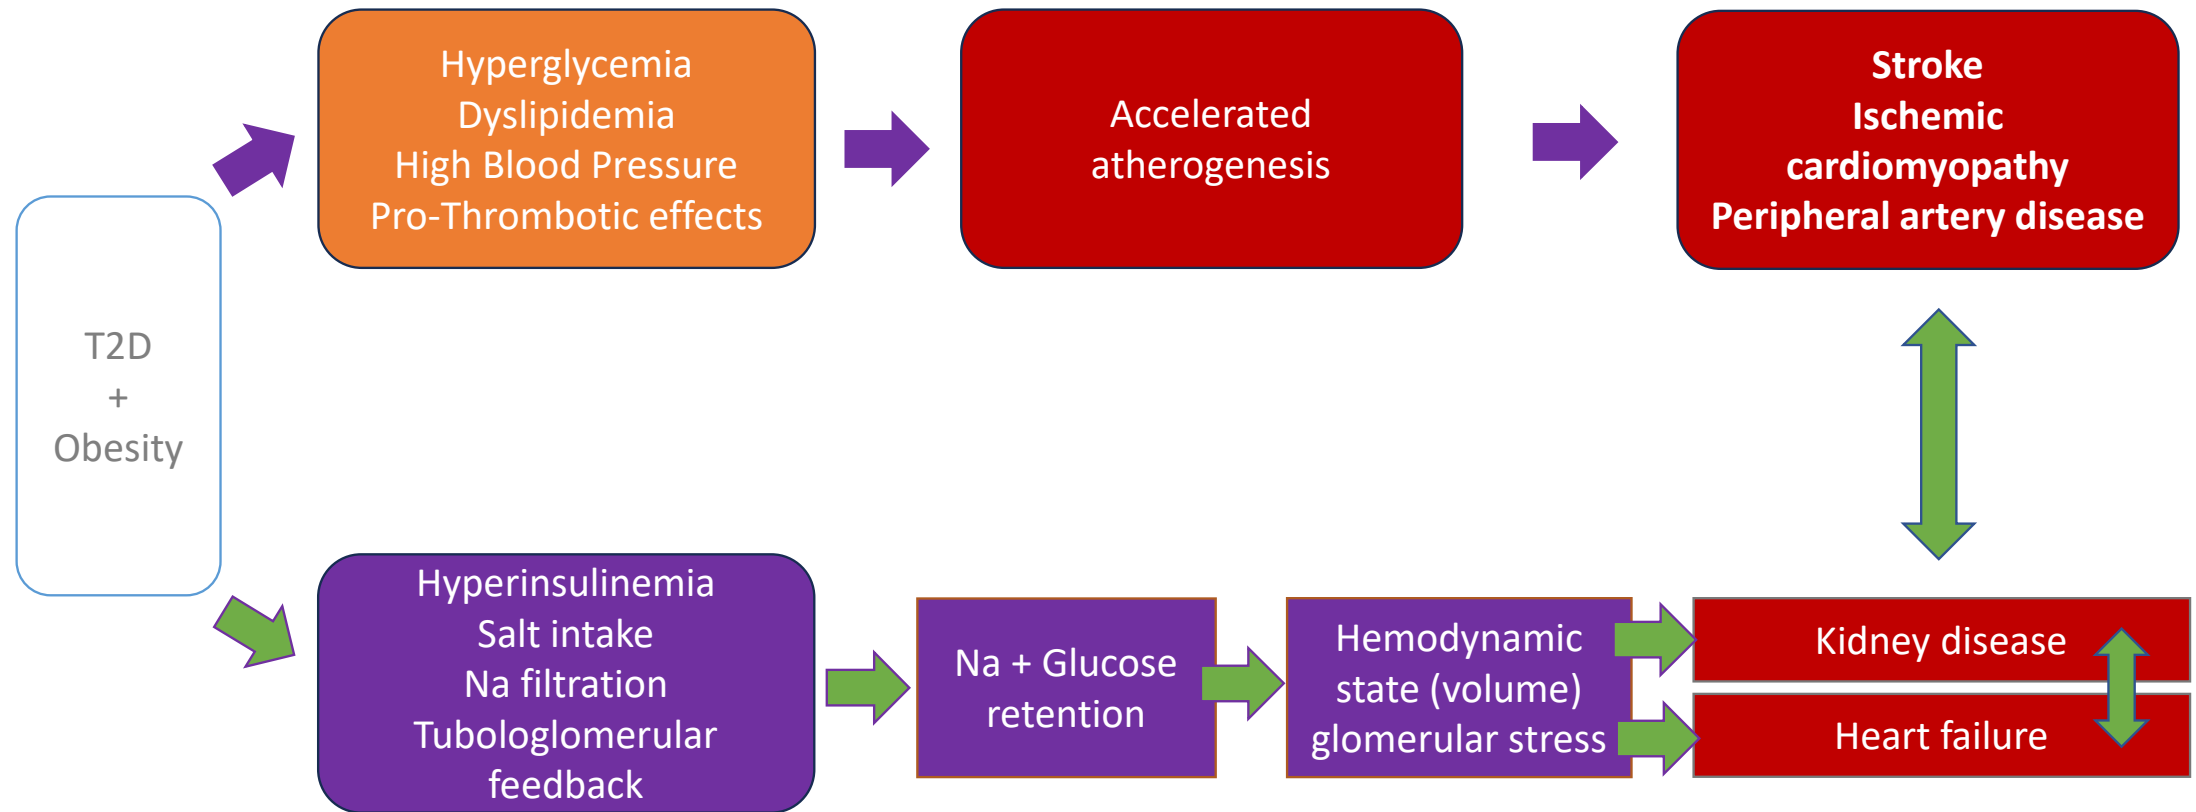 T2D
+
Obesity
Hyperglycemia
Dyslipidemia
High Blood Pressure
Pro-Thrombotic effects
Accelerated
atherogenesis
Stroke
Ischemic
cardiomyopathy
Peripheral artery disease
Hyperinsulinemia
Salt intake
Na filtration
Tubologlomerular
feedback
Na + Glucose
retention
Hemodynamic
state (volume)
glomerular stress
Kidney disease
Heart failure